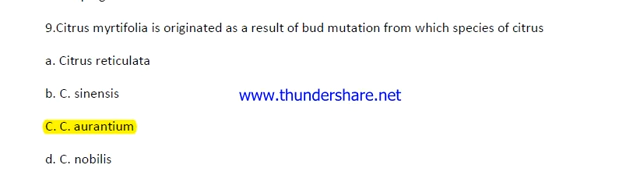 9.Citrus myrtifolia is originated as a result of bud mutation from which species of citrus
a. Citrus reticulata
b. C. sinensis
www.thundershare.net
C. C. aurantium
d. C. nobilis